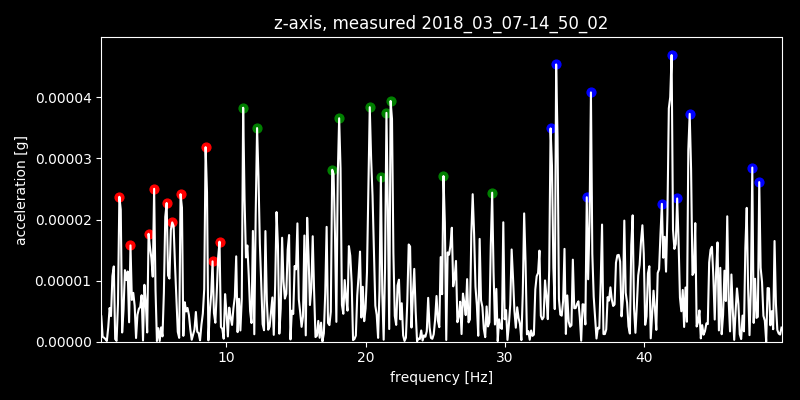 z-axis, measured 2018_03_07-14_50_02
0.00004
0.00003
0.00002
0.00001
0.00000
acceleration [g]
10 20 30 40
frequency [Hz]